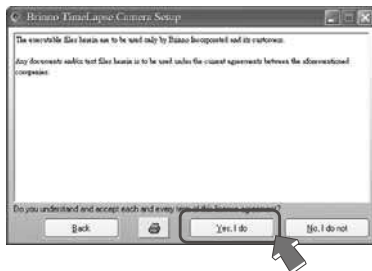 Brinno TimeLapse Camera Setup
The executable files herein are to be used only by Brinno Incorporated and its customers.
Any documents and/or text files herein is to be used under the current agreements between the aforementioned
companies.
Do you understand and accept each and every term of this license agreement?
Back Yes, I do No, I do not